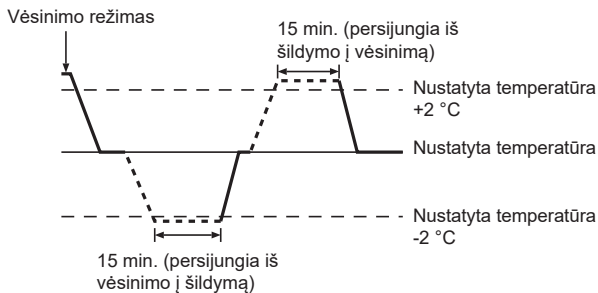 Vėsinimo režimas
15 min. (persijungia iš
šildymo į vėsinimą)
Nustatyta temperatūra
+2 °C
Nustatyta temperatūra
Nustatyta temperatūra
-2 °C
15 min. (persijungia iš
vėsinimo į šildymą)